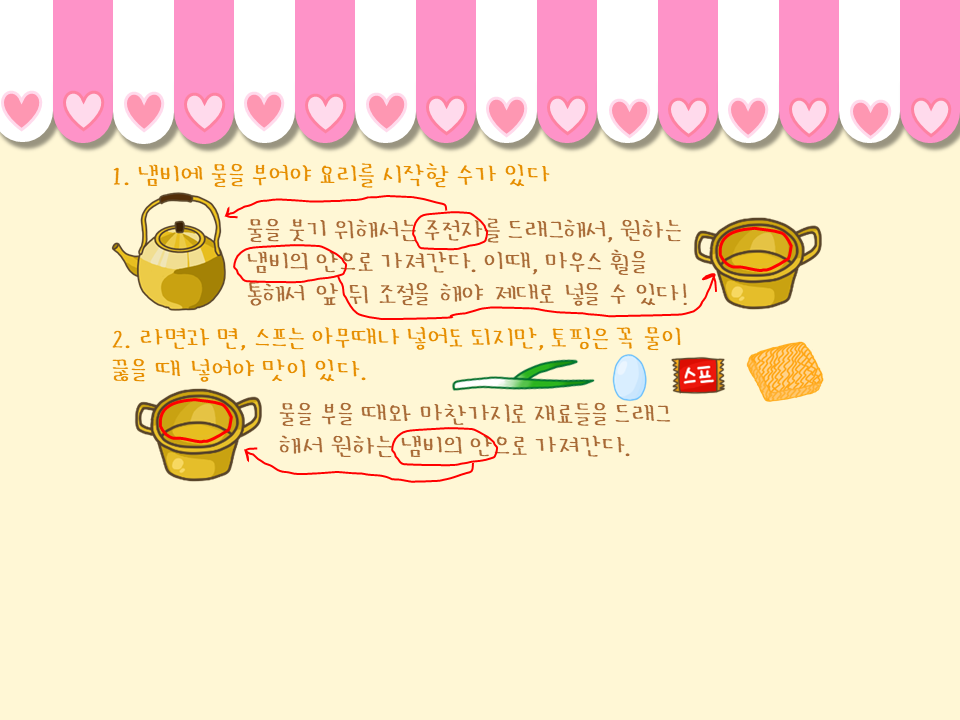 1. 냄비에 물을 부어야 요리를 시작할 수가 있다
물을 붓기 위해서는 주전자를 드래그해서, 원하는
냄비의 안으로 가져간다. 이때, 마우스 휠을
통해서 앞 뒤 조절을 해야 제대로 넣을 수 있다!
2. 라면과 면, 스프는 아무때나 넣어도 되지만, 토핑은 꼭 물이
끓을 때 넣어야 맛이 있다.
스프
물을 부을 때와 마찬가지로 재료들을 드래그
해서 원하는 냄비의 안으로 가져간다.